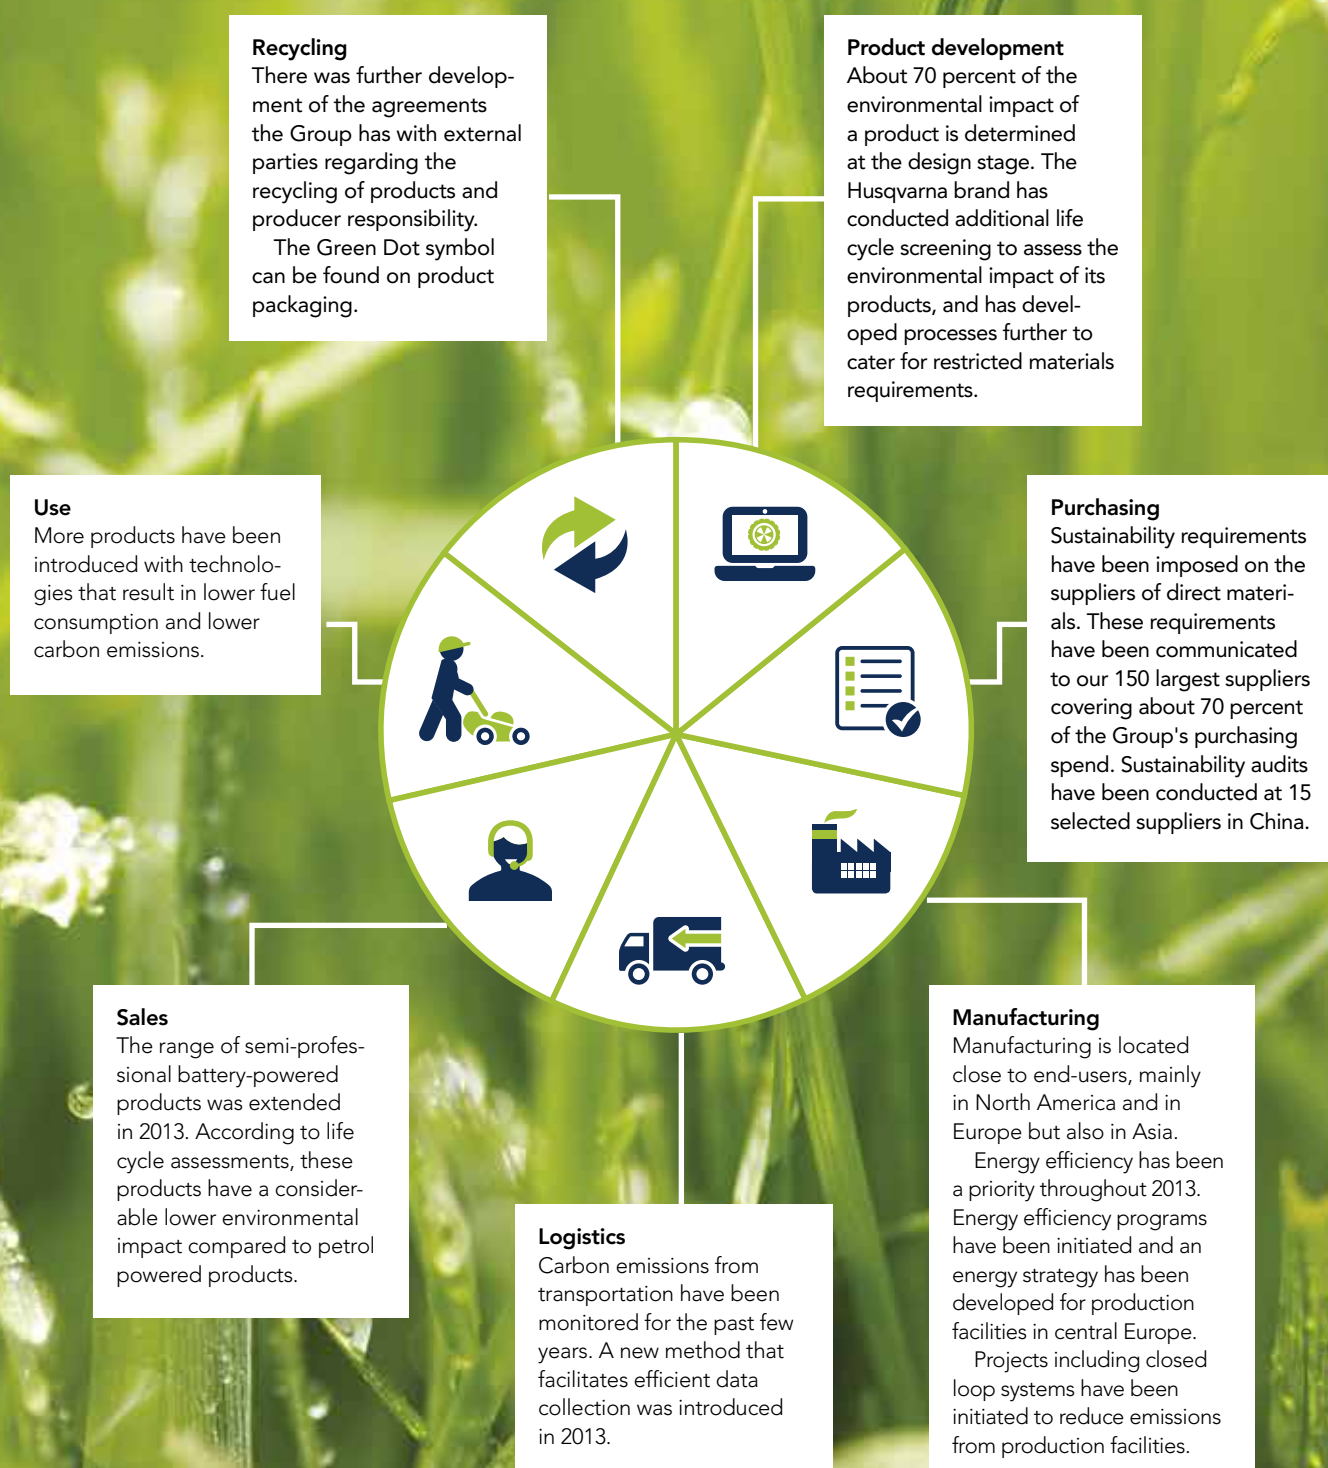 Recycling
There was further develop-
ment of the agreements
the Group has with external
parties regarding the
recycling of products and
producer responsibility.
The Green Dot symbol
can be found on product
packaging.
Product development
About 70 percent of the
environmental impact of
a product is determined
at the design stage. The
Husqvarna brand has
conducted additional life
cycle screening to assess the
environmental impact of its
products, and has devel-
oped processes further to
cater for restricted materials
requirements.
Use
More products have been
introduced with technolo-
gies that result in lower fuel
consumption and lower
carbon emissions.
Purchasing
Sustainability requirements
have been imposed on the
suppliers of direct materi-
als. These requirements
have been communicated
to our 150 largest suppliers
covering about 70 percent
of the Group's purchasing
spend. Sustainability audits
have been conducted at 15
selected suppliers in China.
Sales
The range of semi-profes-
sional battery-powered
products was extended
in 2013. According to life
cycle assessments, these
products have a consider-
able lower environmental
impact compared to petrol
powered products.
Logistics
Carbon emissions from
transportation have been
monitored for the past few
years. A new method that
facilitates efficient data
collection was introduced
in 2013.
Manufacturing
Manufacturing is located
close to end-users, mainly
in North America and in
Europe but also in Asia.
Energy efficiency has been
a priority throughout 2013.
Energy efficiency programs
have been initiated and an
energy strategy has been
developed for production
facilities in central Europe.
Projects including closed
loop systems have been
initiated to reduce emissions
from production facilities.